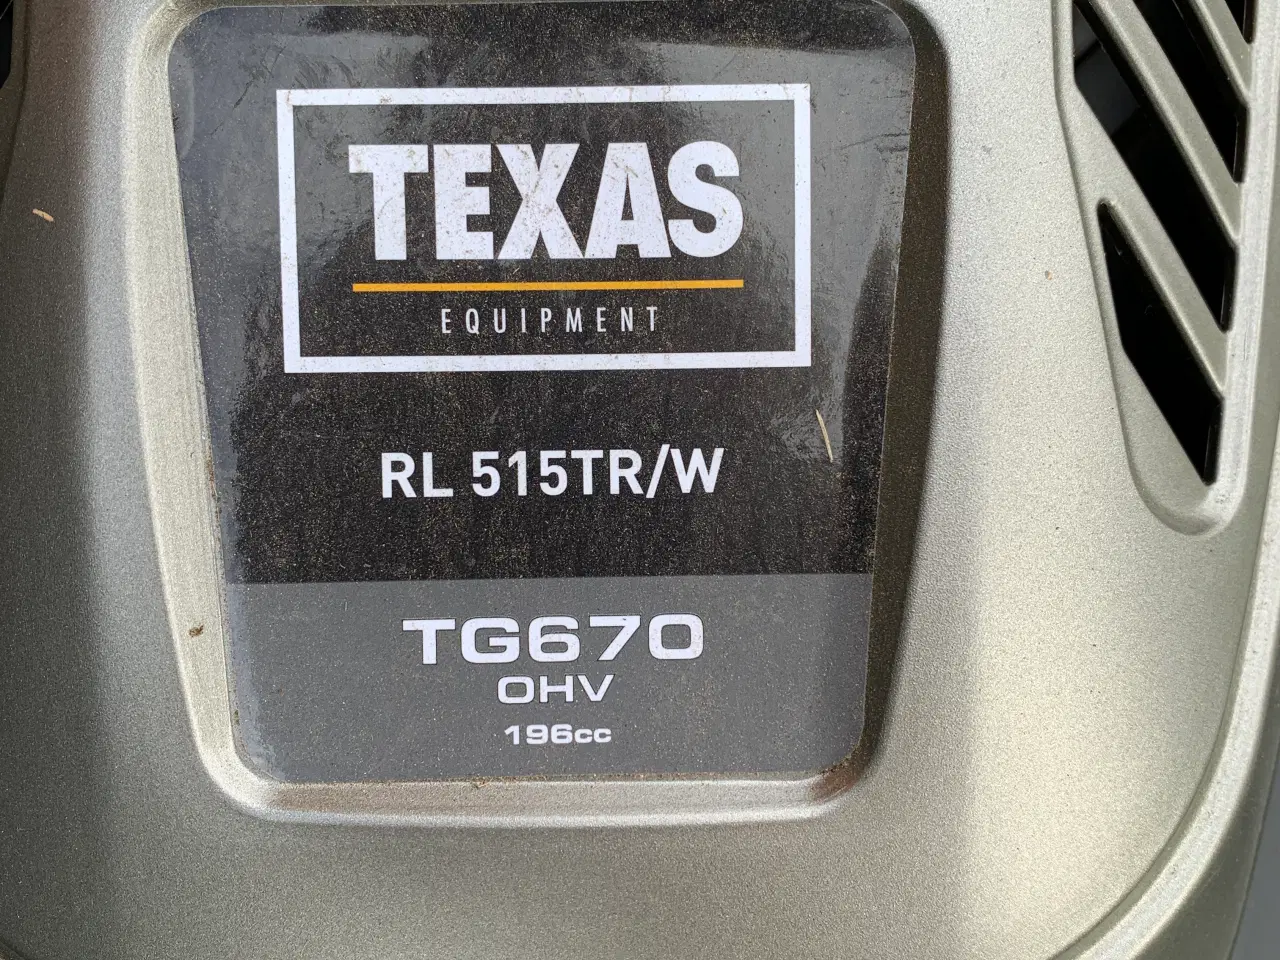 TEXAS
EQUIPMENT
RL 515TR/W
TG670
OHV
196cc